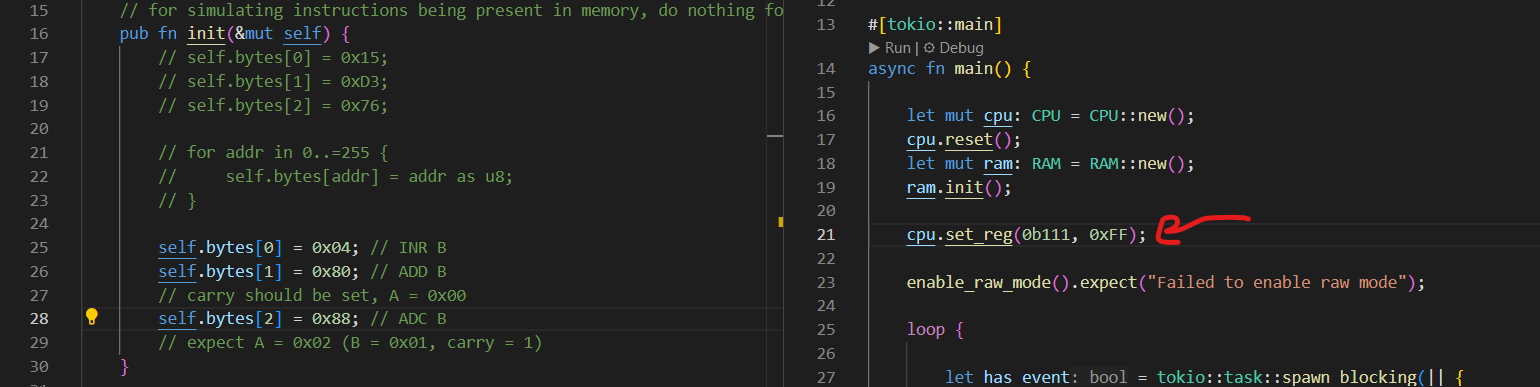 15 // for simulating instructions being present in memory, do nothing fo
16 pub fn init(&mut self) {
17 // self.bytes[0] = 0x15;
18 // self.bytes[1] = 0xD3;
19 // self.bytes[2] = 0x76;
20
21 // for addr in 0..=255 {
22 //     self.bytes[addr] = addr as u8;
23 // }
24
25 self.bytes[0] = 0x04; // INR B
26 self.bytes[1] = 0x80; // ADD B
27 // carry should be set, A = 0x00
28 self.bytes[2] = 0x88; // ADC B
29 // expect A = 0x02 (B = 0x01, carry = 1)
30 }
12
13 #[tokio::main]
▶ Run | ⚙ Debug
14 async fn main() {
15
16 let mut cpu: CPU = CPU::new();
17 cpu.reset();
18 let mut ram: RAM = RAM::new();
19 ram.init();
20
21 cpu.set_reg(0b111, 0xFF);
22
23 enable_raw_mode().expect("Failed to enable raw mode");
24
25 loop {
26
27 let has_event: bool = tokio::task::spawn_blocking(|| {